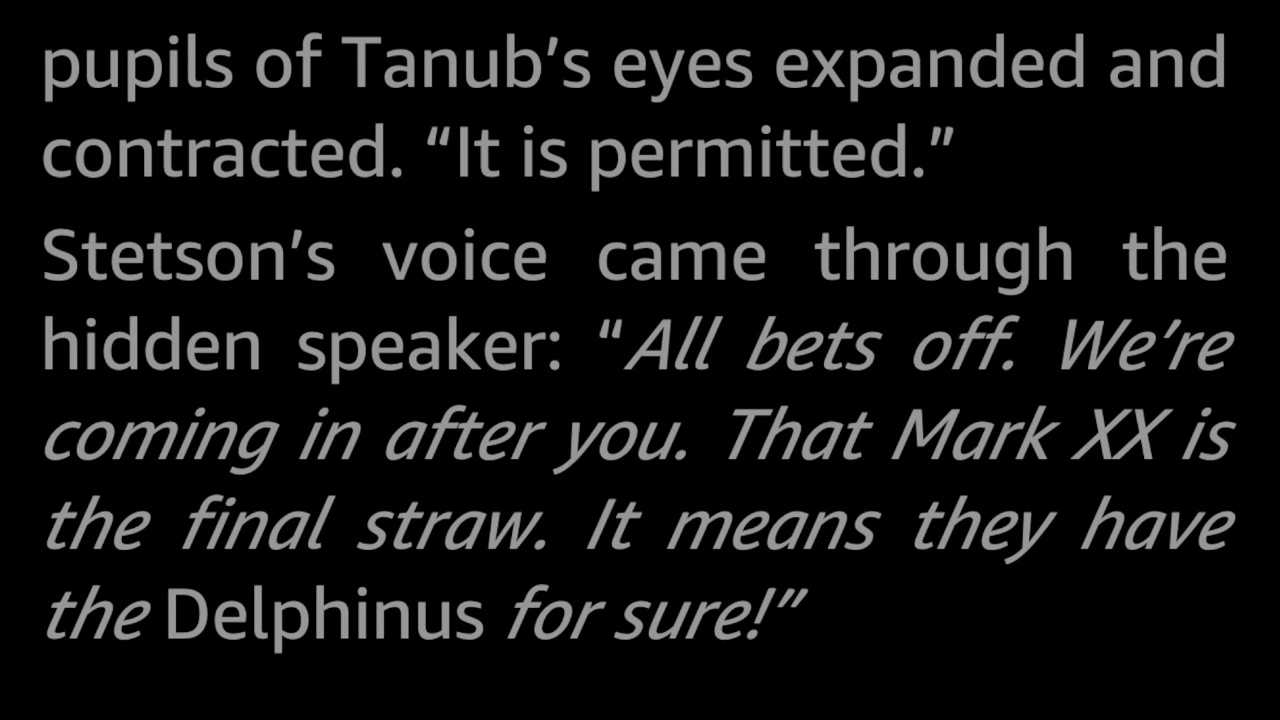 pupils of Tanub’s eyes expanded and
contracted. “It is permitted.”
Stetson’s voice came through the
hidden speaker: “All bets off. We’re
coming in after you. That Mark XX is
the final straw. It means they have
the Delphinus for sure!”